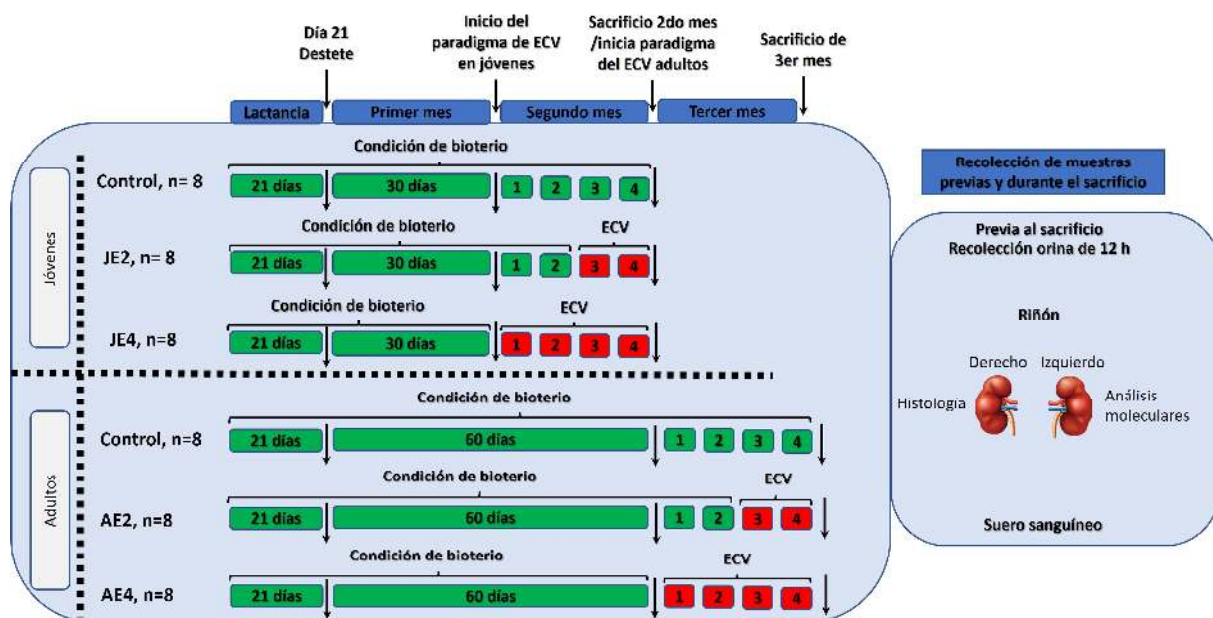 Día 21
Destete
Inicio del
paradigma de ECV
en jóvenes
Sacrificio 2do mes
/inicia paradigma
del ECV adultos
Sacrificio de
3er mes
Lactancia
Primer mes
Segundo mes
Tercer mes
Jóvenes
Condición de bioterio
Control, n= 8
21 días
30 días
1 2 3 4
Condición de bioterio
ECV
JE2, n= 8
21 días
30 días
1 2 3 4
Condición de bioterio
ECV
JE4, n=8
21 días
30 días
1 2 3 4
Adultos
Condición de bioterio
Control, n=8
21 días
60 días
1 2 3 4
Condición de bioterio
ECV
AE2, n=8
21 días
60 días
1 2 3 4
Condición de bioterio
ECV
AE4, n=8
21 días
60 días
1 2 3 4
Recolección de muestras
previas y durante el sacrificio
Previa al sacrificio
Recolección orina de 12 h
Riñón
Derecho
Izquierdo
Histología
Análisis
moleculares
Suero sanguíneo